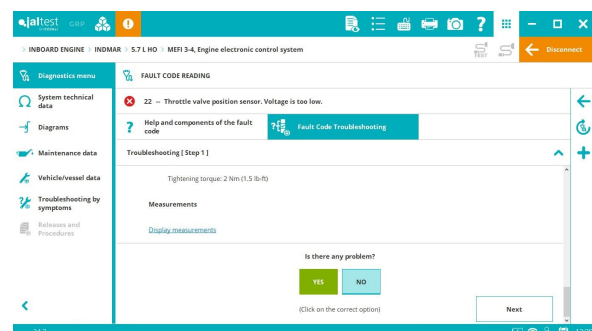 jaltest GRP
INBOARD ENGINE > INDMAR > 5.7 L HO > MEFI 3-4, Engine electronic control system
TEST
Disconnect
Diagnostics menu
FAULT CODE READING
System technical
data
22 -- Throttle valve position sensor. Voltage is too low.
Diagrams
Help and components of the fault
code
Fault Code Troubleshooting
Maintenance data
Troubleshooting [ Step 1 ]
Vehicle/vessel data
Tightening torque: 2 Nm (1.5 lb-ft)
Troubleshooting by
symptoms
Measurements
Releases and
Procedures
Display measurements
Is there any problem?
YES
NO
(Click on the correct option)
Next